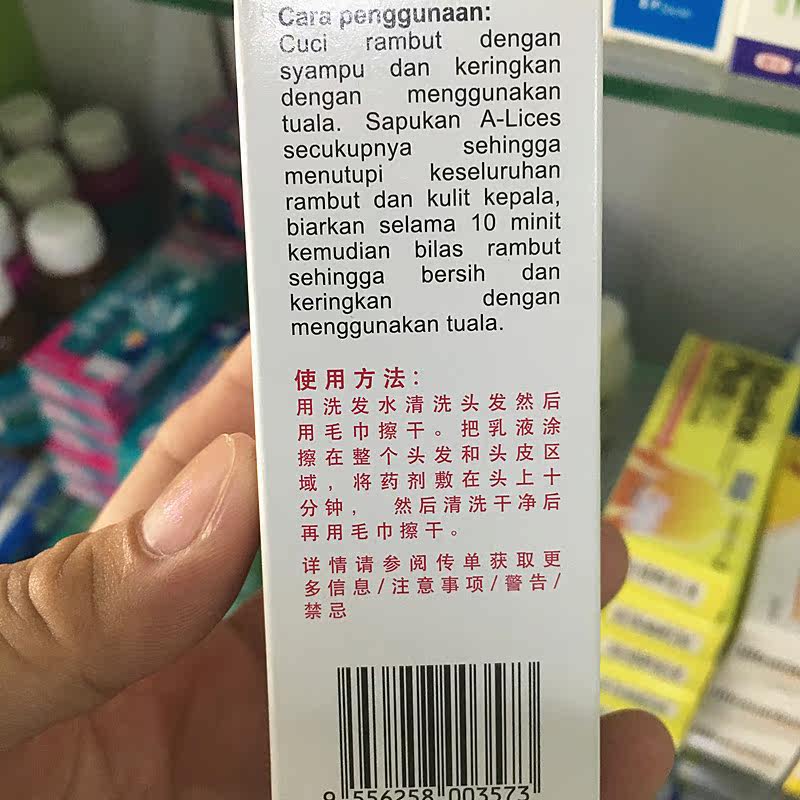 Cara penggunaan:
Cuci rambut dengan
syampu dan keringkan
dengan menggunakan
tuala. Sapukan A-Lices
secukupnya sehingga
menutupi keseluruhan
rambut dan kulit kepala,
biarkan selama 10 minit
kemudian bilas rambut
sehingga bersih dan
keringkan dengan
menggunakan tuala.
使用方法：
用洗发水清洗头发然后
用毛巾擦干。把乳液涂
擦在整个头发和头皮区
域，将药剂敷在头上十
分钟， 然后清洗干净后
再用毛巾擦干。
详情请参阅传单获取更
多信息/注意事项/警告/
禁忌
9 556258 003573